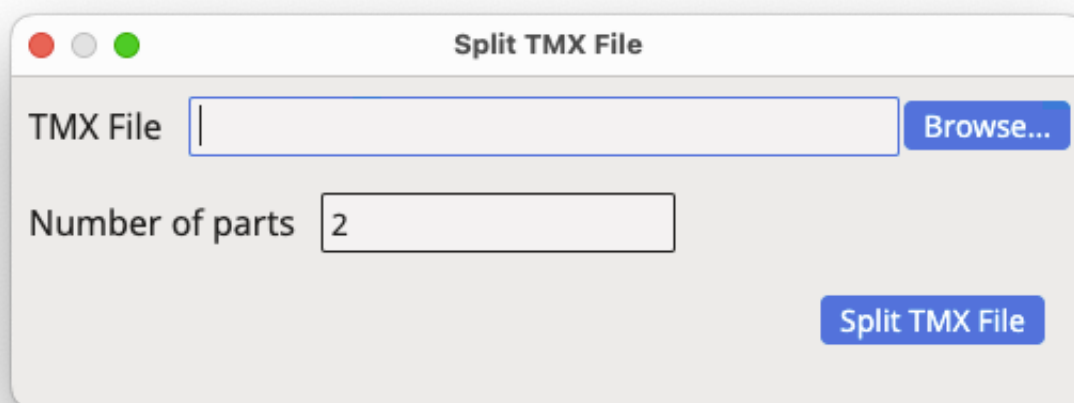 Split TMX File
TMX File Browse...
Number of parts 2
Split TMX File